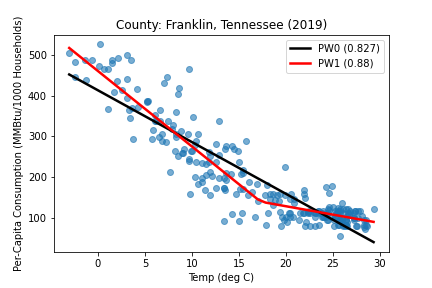 County: Franklin, Tennessee (2019)
PW0 (0.827)
PW1 (0.88)
Per-Capita Consumption (MMBtu/1000 Households)
500
400
300
200
100
0 5 10 15 20 25 30
Temp (deg C)